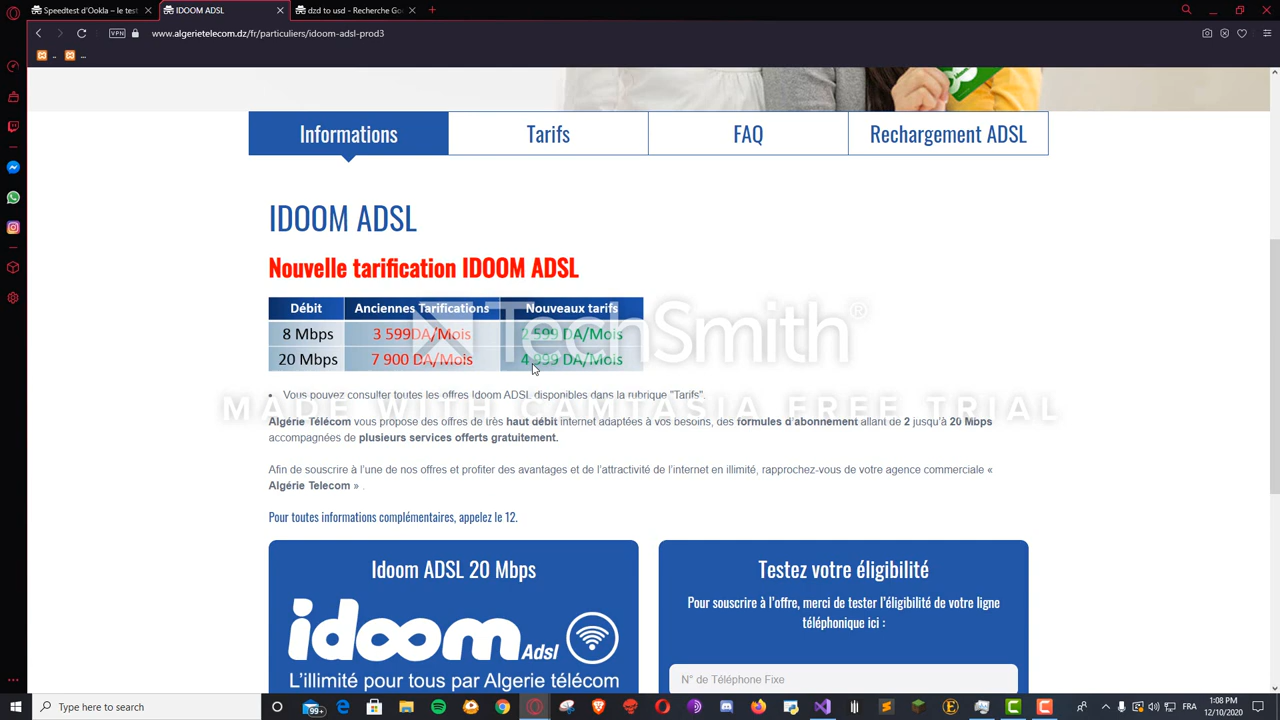 Speedtest d'Ookla – le test
IDOOM ADSL
dzd to usd - Recherche Go
VPN
www.algerietelecom.dz/fr/particuliers/idoom-adsl-prod3
Informations
Tarifs
FAQ
Rechargement ADSL
IDOOM ADSL
Nouvelle tarification IDOOM ADSL
Débit Anciennes Tarifications Nouveaux tarifs
8 Mbps 3 599DA/Mois 2 599 DA/Mois
20 Mbps 7 900 DA/Mois 4 999 DA/Mois
TechSmith®
MADE WITH CAMTASIA FREE TRIAL
Vous pouvez consulter toutes les offres Idoom ADSL disponibles dans la rubrique "Tarifs".
Algérie Télécom vous propose des offres de très haut débit internet adaptées à vos besoins, des formules d'abonnement allant de 2 jusqu'à 20 Mbps
accompagnées de plusieurs services offerts gratuitement.
Afin de souscrire à l'une de nos offres et profiter des avantages et de l'attractivité de l'internet en illimité, rapprochez-vous de votre agence commerciale «
Algérie Telecom » .
Pour toutes informations complémentaires, appelez le 12.
Idoom ADSL 20 Mbps
idoom Adsl
L'illimité pour tous par Algerie télécom
Testez votre éligibilité
Pour souscrire à l'offre, merci de tester l'éligibilité de votre ligne
téléphonique ici :
N° de Téléphone Fixe
Type here to search
99+
FRA
1:08 PM
12/10/2020